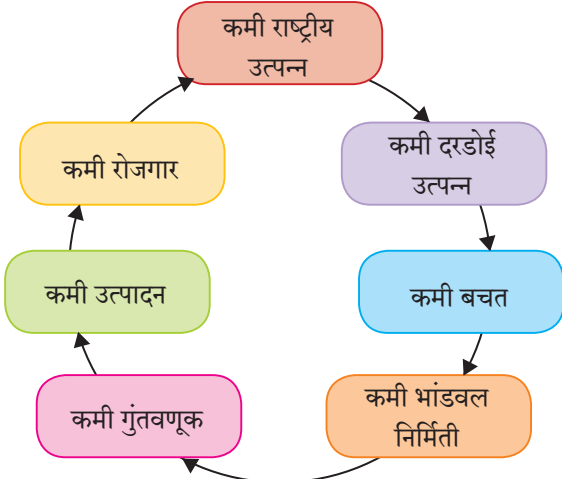 कमी राष्ट्रीय
उत्पन्न
कमी दरडोई
उत्पन्न
कमी बचत
कमी भांडवल
निर्मिती
कमी गुंतवणूक
कमी उत्पादन
कमी रोजगार